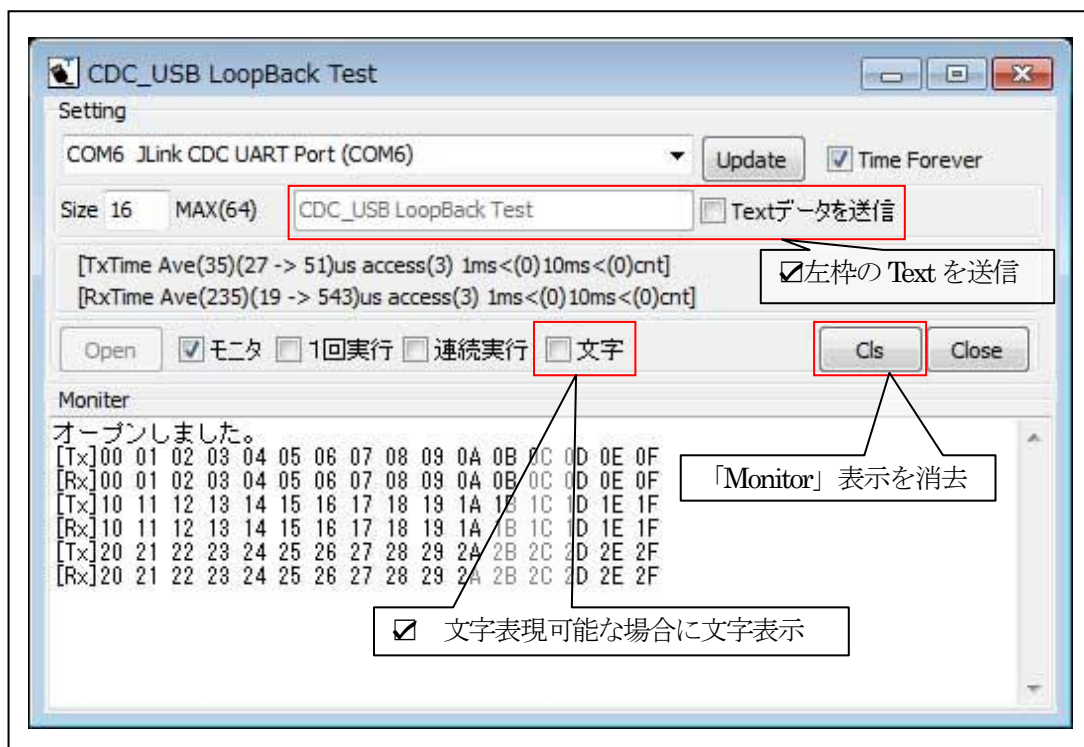 CDC_USB LoopBack Test
Setting
COM6 JLink CDC UART Port (COM6)
Update
Time Forever
Size 16 MAX(64) CDC_USB LoopBack Test
Textデータを送信
☑左枠の Text を送信
[TxTime Ave(35)(27 -> 51)us access(3) 1ms<(0)10ms<(0)cnt]
[RxTime Ave(235)(19 -> 543)us access(3) 1ms<(0)10ms<(0)cnt]
Open モニタ 1回実行 連続実行 文字 Cls Close
Moniter
オープンしました。
[Tx]00 01 02 03 04 05 06 07 08 09 0A 0B 0C 0D 0E 0F
[Rx]00 01 02 03 04 05 06 07 08 09 0A 0B 0C 0D 0E 0F
[Tx]10 11 12 13 14 15 16 17 18 19 1A 1B 1C 1D 1E 1F
[Rx]10 11 12 13 14 15 16 17 18 19 1A 1B 1C 1D 1E 1F
[Tx]20 21 22 23 24 25 26 27 28 29 2A 2B 2C 2D 2E 2F
[Rx]20 21 22 23 24 25 26 27 28 29 2A 2B 2C 2D 2E 2F
「Monitor」表示を消去
☑ 文字表現可能な場合に文字表示